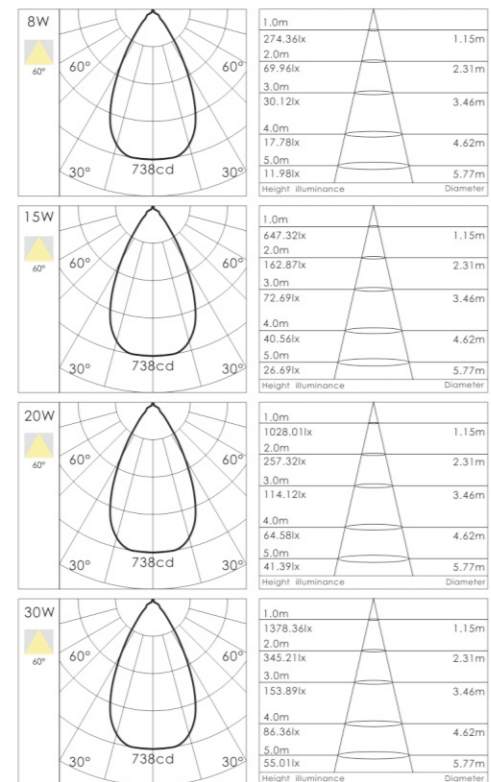 8W
60°
60°
60°
30°
738cd
30°
1.0m
274.36lx 1.15m
2.0m
69.96lx 2.31m
3.0m
30.12lx 3.46m
4.0m
17.78lx 4.62m
5.0m
11.98lx 5.77m
Height illuminance Diameter
15W
60°
60°
60°
30°
738cd
30°
1.0m
647.32lx 1.15m
2.0m
162.87lx 2.31m
3.0m
72.69lx 3.46m
4.0m
40.56lx 4.62m
5.0m
26.69lx 5.77m
Height illuminance Diameter
20W
60°
60°
60°
30°
738cd
30°
1.0m
1028.01lx 1.15m
2.0m
257.32lx 2.31m
3.0m
114.12lx 3.46m
4.0m
64.58lx 4.62m
5.0m
41.39lx 5.77m
Height illuminance Diameter
30W
60°
60°
60°
30°
738cd
30°
1.0m
1378.36lx 1.15m
2.0m
345.21lx 2.31m
3.0m
153.89lx 3.46m
4.0m
86.36lx 4.62m
5.0m
55.01lx 5.77m
Height illuminance Diameter